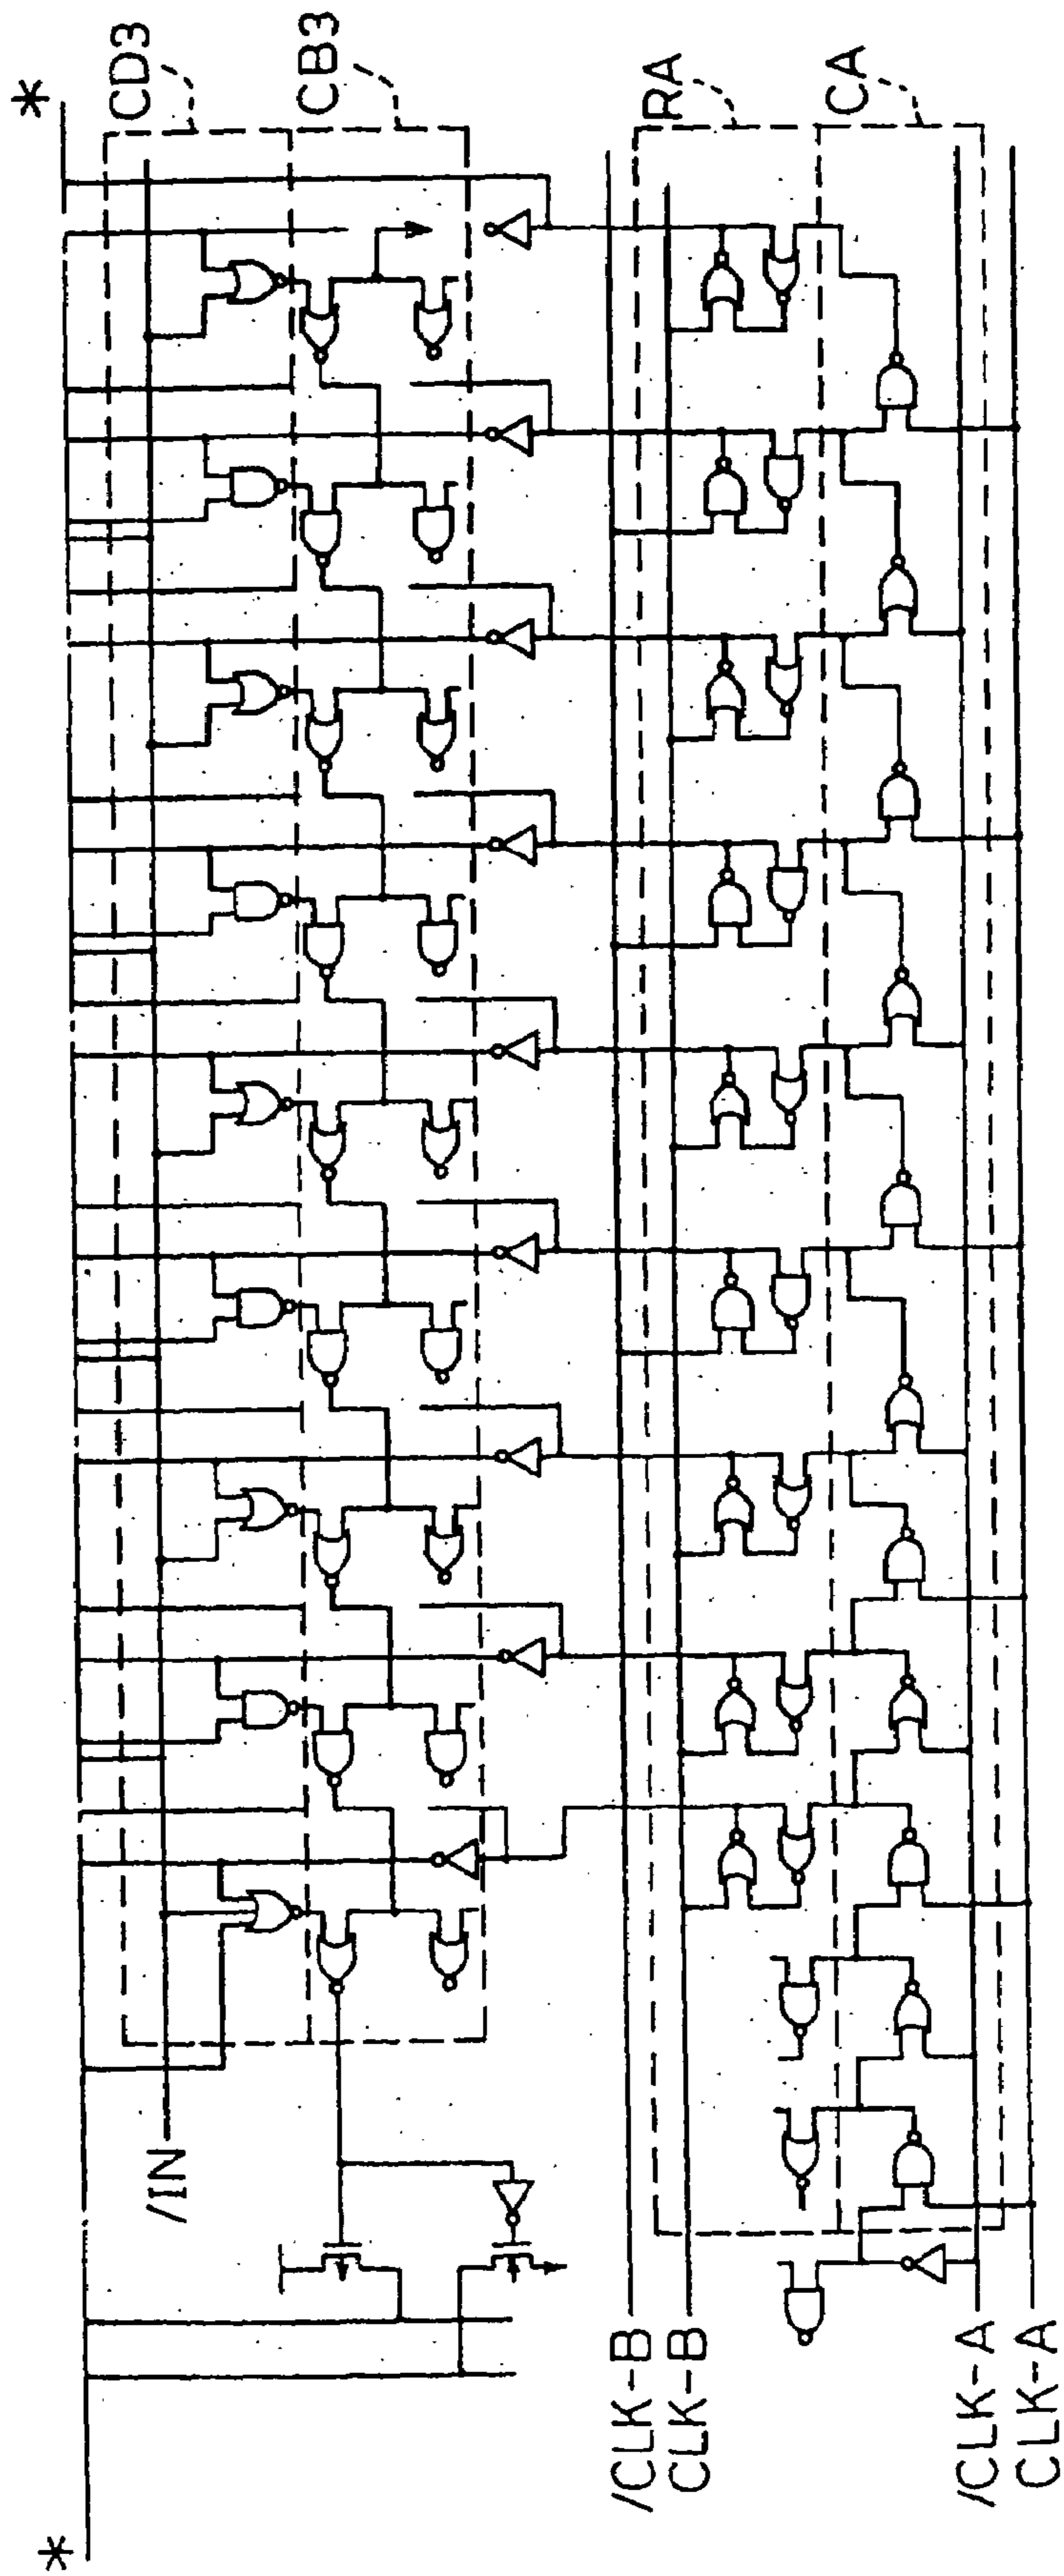 *
CD3
CB3
RA
CA
/IN
/CLK-B
CLK-B
/CLK-A
CLK-A
*